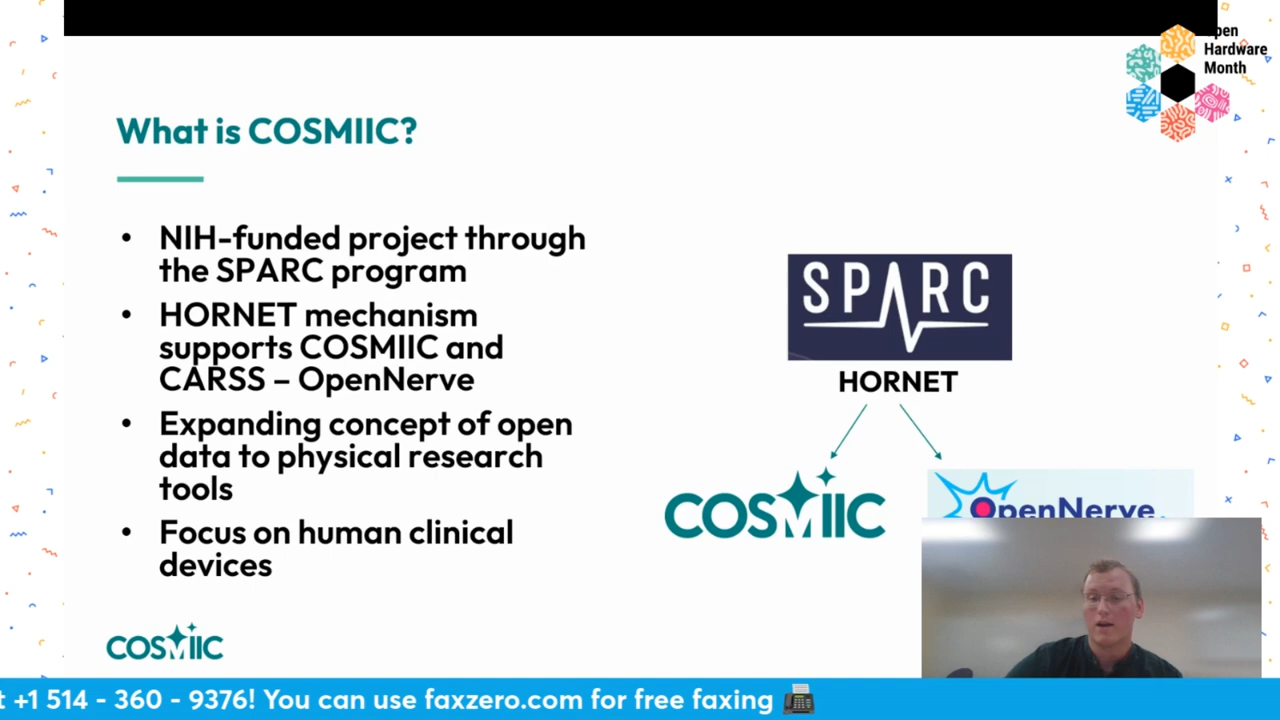 Open
Hardware
Month
What is COSMIIC?
• NIH-funded project through
the SPARC program
• HORNET mechanism
supports COSMIIC and
CARSS – OpenNerve
• Expanding concept of open
data to physical research
tools
• Focus on human clinical
devices
SPARC
HORNET
COSMIIC
OpenNerve
COSMIIC
+1 514 - 360 - 9376! You can use faxzero.com for free faxing 📠